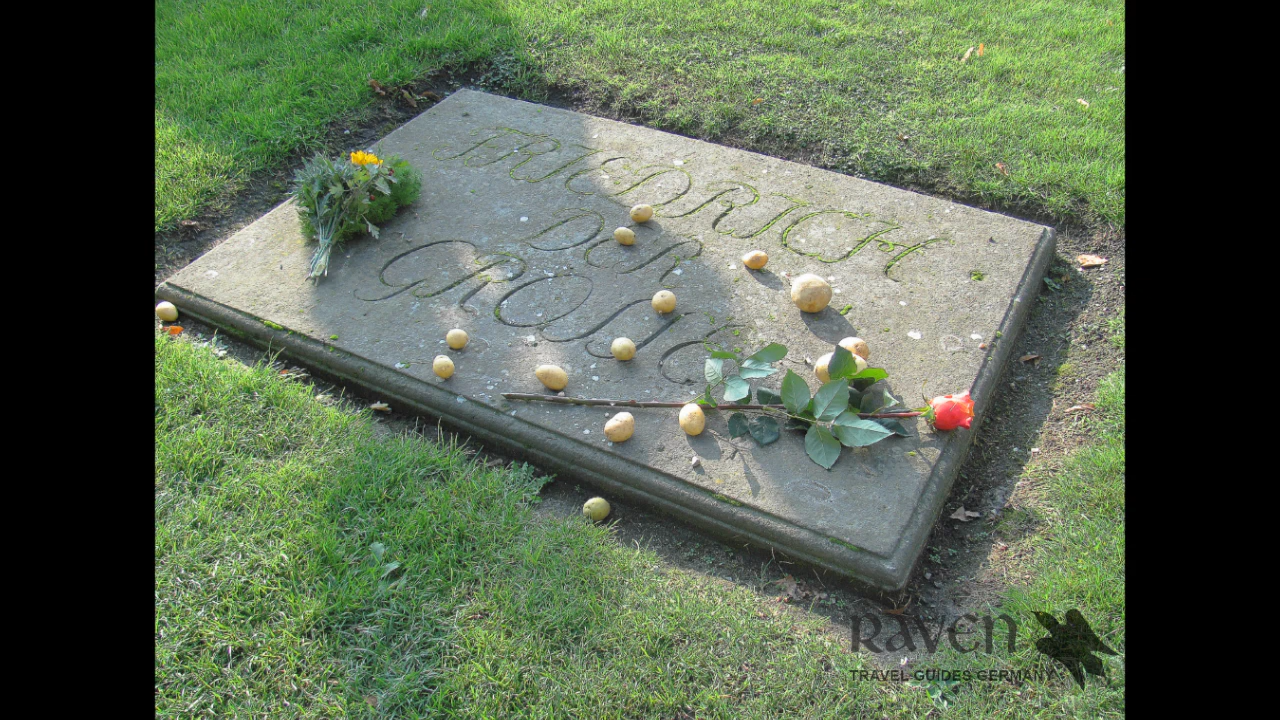 FRIEDRICH
DER
GROSSE
RAVEN
TRAVEL GUIDES GERMANY